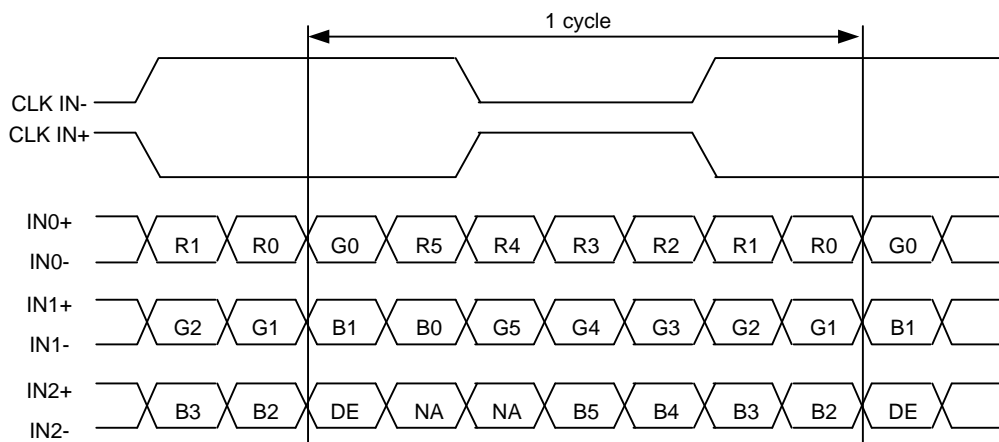 1 cycle
CLK IN-
CLK IN+
IN0+
R1 R0 G0 R5 R4 R3 R2 R1 R0 G0
IN0-
IN1+
G2 G1 B1 B0 G5 G4 G3 G2 G1 B1
IN1-
IN2+
B3 B2 DE NA NA B5 B4 B3 B2 DE
IN2-